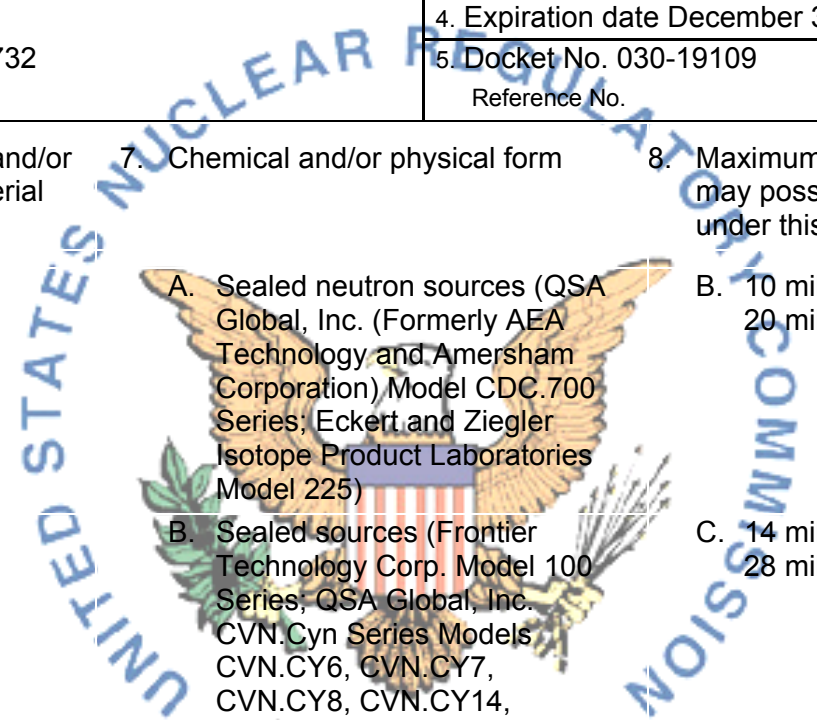 4. Expiration date December 3
732
5. Docket No. 030-19109
Reference No.
and/or
erial
7. Chemical and/or physical form
8. Maximum
may poss
under this
A. Sealed neutron sources (QSA
Global, Inc. (Formerly AEA
Technology and Amersham
Corporation) Model CDC.700
Series; Eckert and Ziegler
Isotope Product Laboratories
Model 225)
B. 10 mi
20 mi
B. Sealed sources (Frontier
Technology Corp. Model 100
Series; QSA Global, Inc.
CVN.Cyn Series Models
CVN.CY6, CVN.CY7,
CVN.CY8, CVN.CY14,
C. 14 mi
28 mi
UNITED STATES NUCLEAR REGULATORY COMMISSION